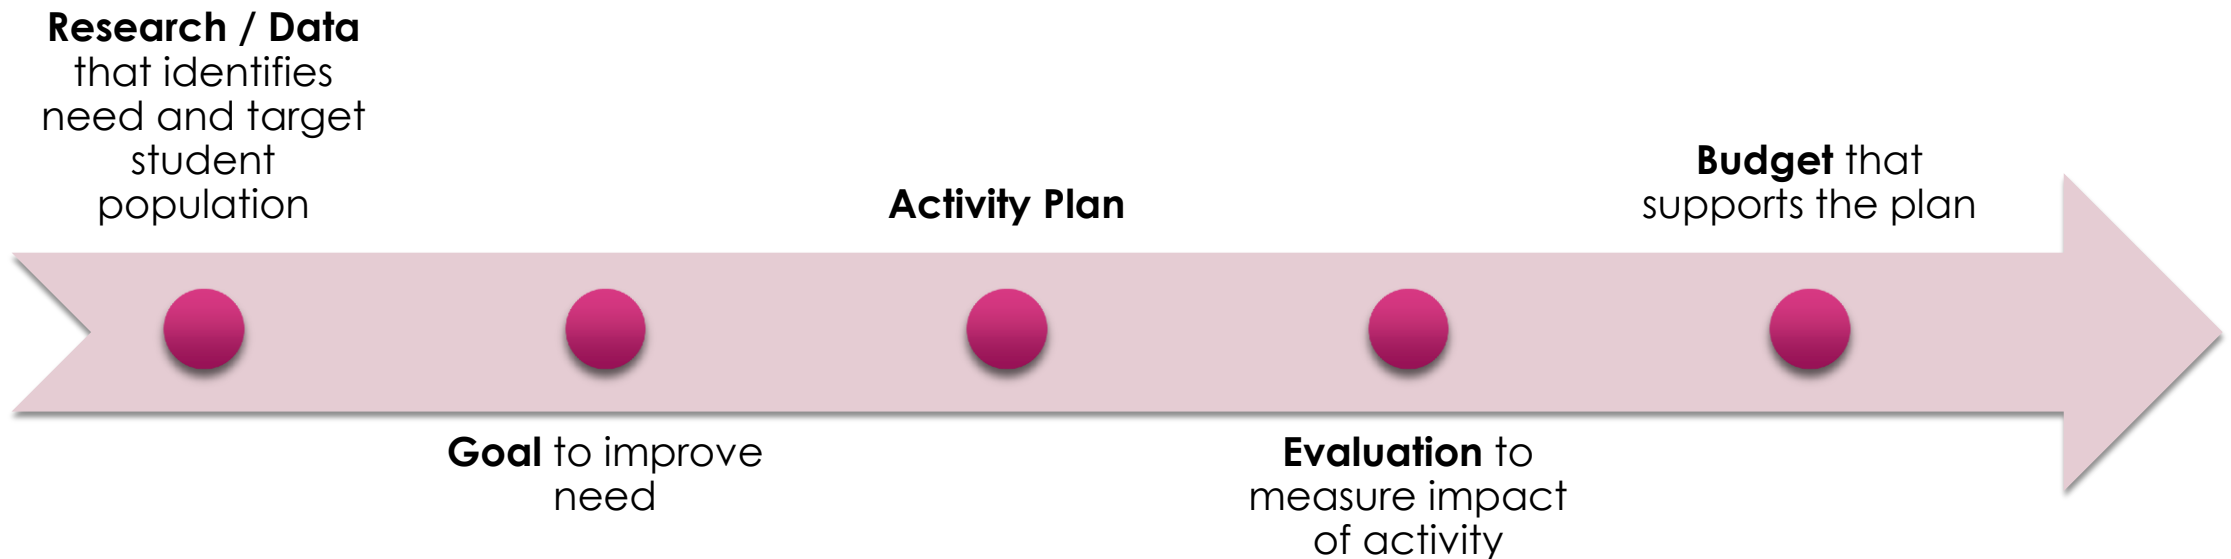 Research / Data
that identifies
need and target
student
population
Goal to improve
need
Activity Plan
Evaluation to
measure impact
of activity
Budget that
supports the plan